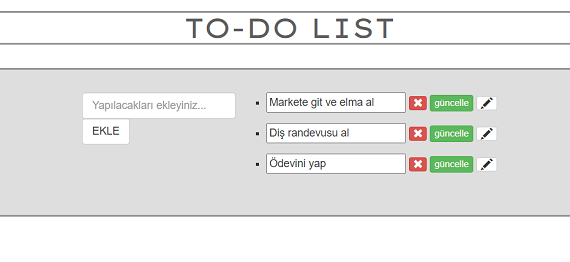 TO-DO LIST
Yapılacakları ekleyiniz...
EKLE
Markete git ve elma al güncelle
Diş randevusu al güncelle
Ödevini yap güncelle